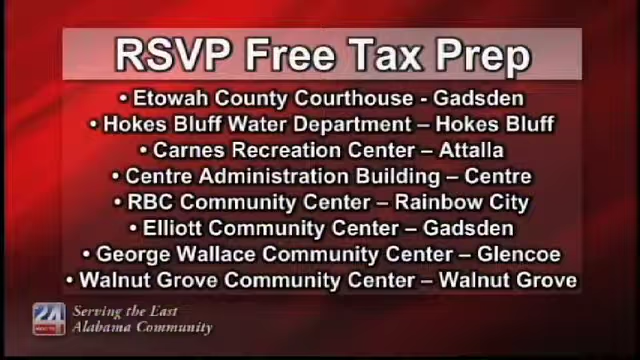 RSVP Free Tax Prep
• Etowah County Courthouse - Gadsden
• Hokes Bluff Water Department – Hokes Bluff
• Carnes Recreation Center – Attalla
• Centre Administration Building – Centre
• RBC Community Center – Rainbow City
• Elliott Community Center – Gadsden
• George Wallace Community Center – Glencoe
• Walnut Grove Community Center – Walnut Grove
24
Serving the East
Alabama Community